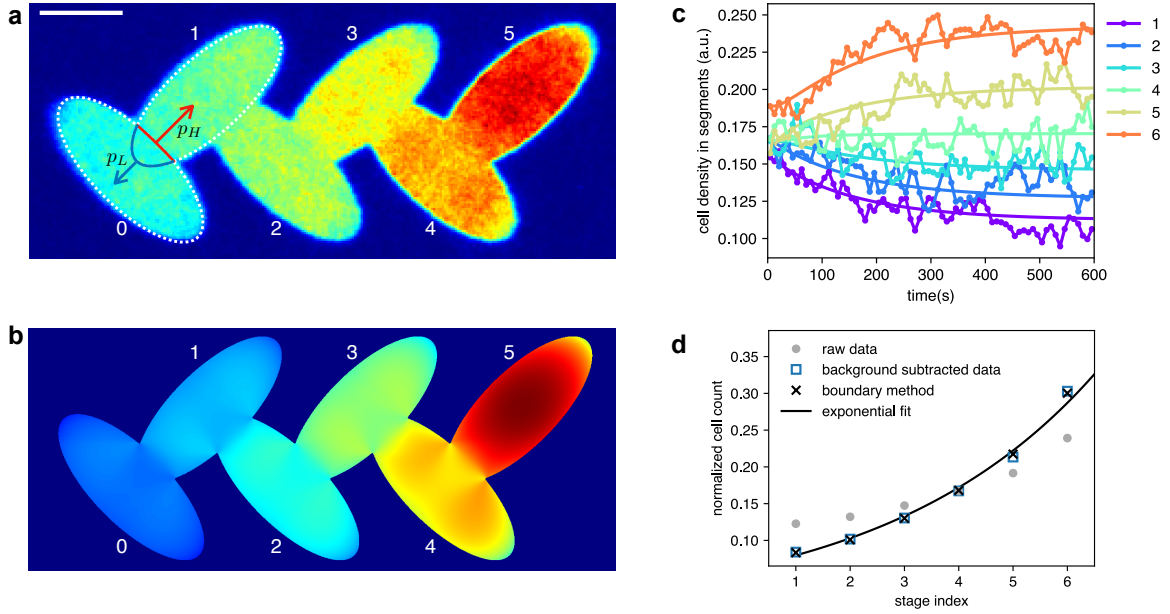 a
0
1
2
3
4
5
p_L
p_H
b
0
1
2
3
4
5
c
cell density in segments (a.u.)
0.250
0.225
0.200
0.175
0.150
0.125
0.100
0 100 200 300 400 500 600
time(s)
1
2
3
4
5
6
d
normalized cell count
0.35
0.30
0.25
0.20
0.15
0.10
raw data
background subtracted data
boundary method
exponential fit
1 2 3 4 5 6
stage index